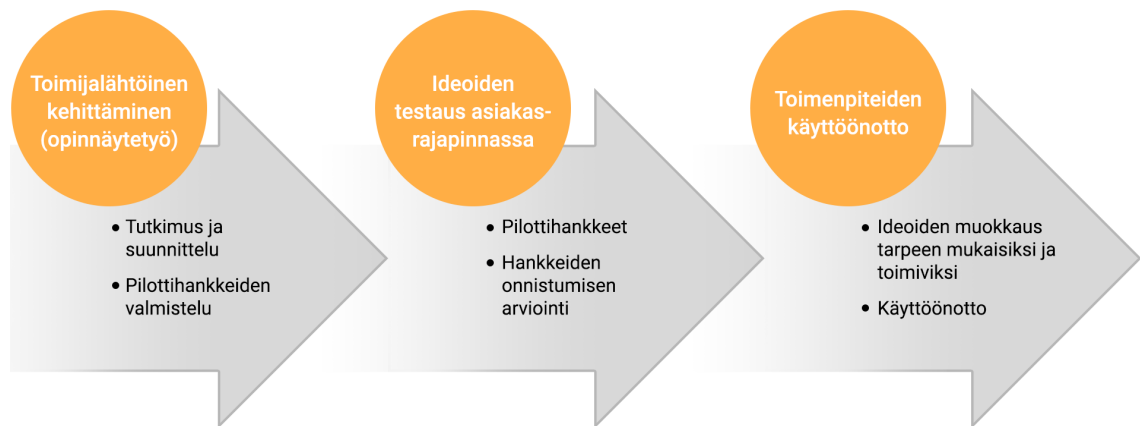 Toimijalähtöinen
kehittäminen
(opinnäytetyö)
• Tutkimus ja
suunnittelu
• Pilottihankkeiden
valmistelu
Ideoiden
testaus asiakas-
rajapinnassa
• Pilottihankkeet
• Hankkeiden
onnistumisen
arviointi
Toimenpiteiden
käyttöönotto
• Ideoiden muokkaus
tarpeen mukaisiksi ja
toimiviksi
• Käyttöönotto